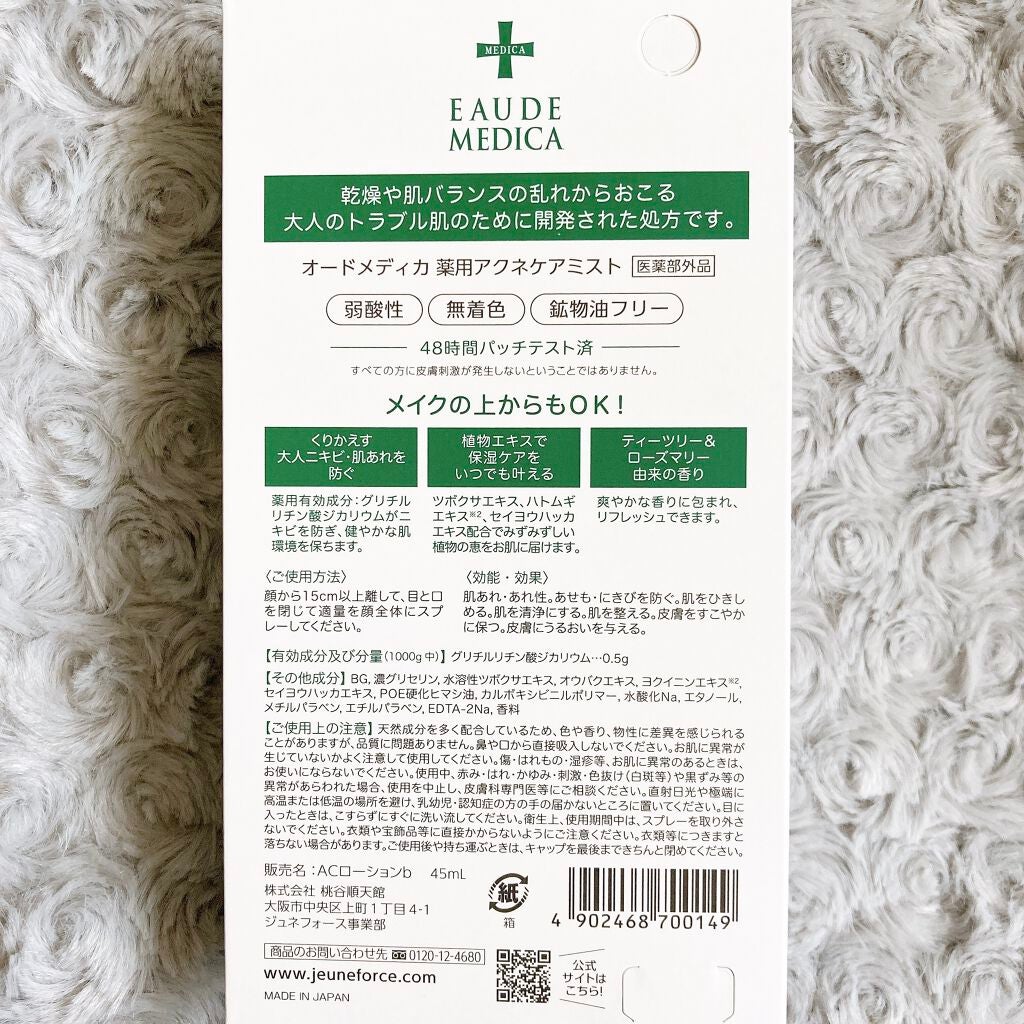 MEDICA
EAUDE
MEDICA
乾燥や肌バランスの乱れからおこる
大人のトラブル肌のために開発された処方です。
オードメディカ 薬用アクネケアミスト 医薬部外品
弱酸性 無着色 鉱物油フリー
48時間パッチテスト済
すべての方に皮膚刺激が発生しないということではありません。
メイクの上からもOK!
くりかえす
大人ニキビ・肌あれを
防ぐ
薬用有効成分:グリチル
リチン酸ジカリウムがニ
キビを防ぎ、健やかな肌
環境を保ちます。
植物エキスで
保湿ケアを
いつでも叶える
ツボクサエキス、ハトムギ
エキス※2、セイヨウハッカ
エキス配合でみずみずしい
植物の恵をお肌に届けます。
ティーツリー&
ローズマリー
由来の香り
爽やかな香りに包まれ、
リフレッシュできます。
〈ご使用方法〉
顔から15cm以上離して、目と口
を閉じて適量を顔全体にスプ
レーしてください。
〈効能・効果〉
肌あれ・あれ性。あせも・にきびを防ぐ。肌をひきし
める。肌を清浄にする。肌を整える。皮膚をすこやか
に保つ。皮膚にうるおいを与える。
【有効成分及び分量(1000g中)】グリチルリチン酸ジカリウム…0.5g
【その他成分】BG, 濃グリセリン, 水溶性ツボクサエキス, オウバクエキス, ヨクイニンエキス※2,
セイヨウハッカエキス, POE硬化ヒマシ油, カルボキシビニルポリマー, 水酸化Na, エタノール,
メチルパラベン, エチルパラベン, EDTA-2Na, 香料
【ご使用上の注意】天然成分を多く配合しているため、色や香り、物性に差異を感じられる
ことがありますが、品質に問題ありません。鼻や口から直接吸入しないでください。お肌に異常が
生じていないかよく注意して使用してください。傷・はれもの・湿疹等、お肌に異常のあるときは、
お使いにならないでください。使用中、赤み・はれ・かゆみ・刺激・色抜け(白斑等)や黒ずみ等の
異常があらわれた場合、使用を中止し、皮膚科専門医等にご相談ください。直射日光や極端に
高温または低温の場所を避け、乳幼児・認知症の方の手の届かないところに置いてください。目に
入ったときは、こすらずにすぐに洗い流してください。衛生上、使用期間中は、スプレーを取り外さ
ないでください。衣類や宝飾品等に直接かからないようにご注意ください。衣類等につきますと
落ちない場合があります。ご使用後や持ち運ぶときは、キャップを最後まできちんと閉めてください。
販売名:ACローションb 45mL
株式会社 桃谷順天館
大阪市中央区上町1丁目4-1
ジュネフォース事業部
紙
箱
4 902468 700149
商品のお問い合わせ先 0120-12-4680
www.jeuneforce.com
MADE IN JAPAN
公式
サイトは
こちら!